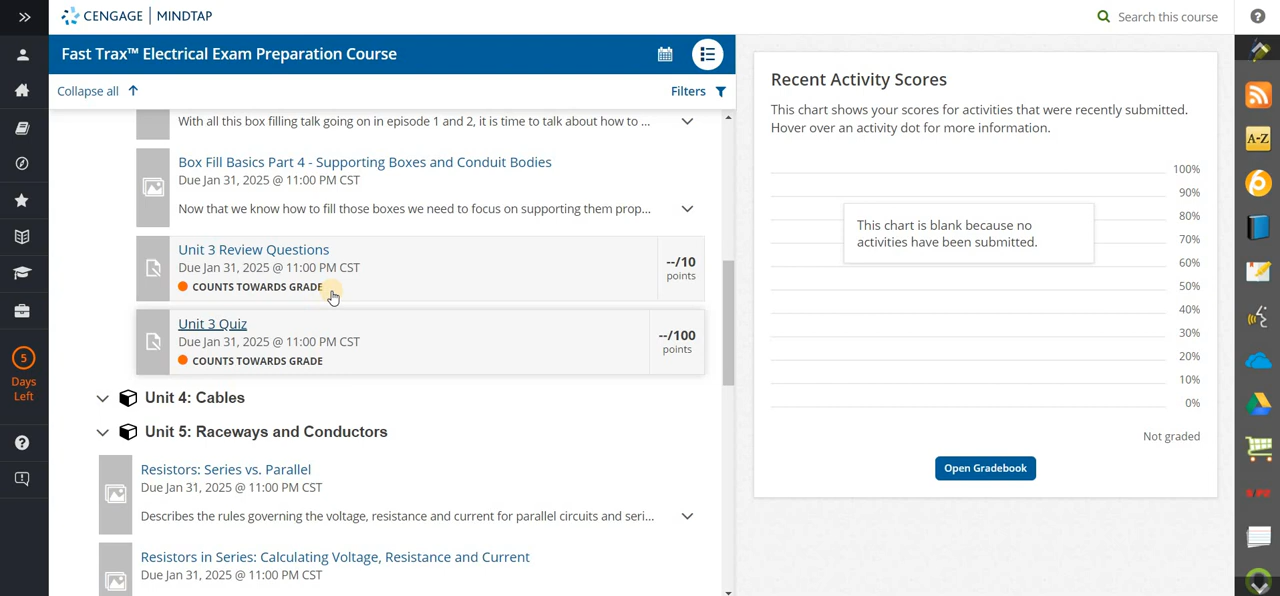 CENGAGE | MINDTAP
Search this course
Fast Trax™ Electrical Exam Preparation Course
Collapse all
Filters
With all this box filling talk going on in episode 1 and 2, it is time to talk about how to ...
Box Fill Basics Part 4 - Supporting Boxes and Conduit Bodies
Due Jan 31, 2025 @ 11:00 PM CST
Now that we know how to fill those boxes we need to focus on supporting them prop...
Unit 3 Review Questions
Due Jan 31, 2025 @ 11:00 PM CST
COUNTS TOWARDS GRADE
--/10
points
Unit 3 Quiz
Due Jan 31, 2025 @ 11:00 PM CST
COUNTS TOWARDS GRADE
--/100
points
Unit 4: Cables
Unit 5: Raceways and Conductors
Resistors: Series vs. Parallel
Due Jan 31, 2025 @ 11:00 PM CST
Describes the rules governing the voltage, resistance and current for parallel circuits and seri...
Resistors in Series: Calculating Voltage, Resistance and Current
Due Jan 31, 2025 @ 11:00 PM CST
5
Days
Left
Recent Activity Scores
This chart shows your scores for activities that were recently submitted.
Hover over an activity dot for more information.
100%
90%
80%
70%
60%
50%
40%
30%
20%
10%
0%
This chart is blank because no
activities have been submitted.
Not graded
Open Gradebook
A-Z